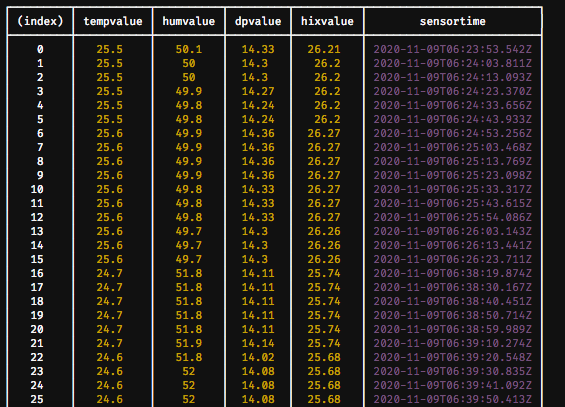 (index) tempvalue humvalue dpvalue hixvalue sensortime
0 25.5 50.1 14.33 26.21 2020-11-09T06:23:53.542Z
1 25.5 50 14.3 26.2 2020-11-09T06:24:03.811Z
2 25.5 50 14.3 26.2 2020-11-09T06:24:13.093Z
3 25.5 49.9 14.27 26.2 2020-11-09T06:24:23.370Z
4 25.5 49.8 14.24 26.2 2020-11-09T06:24:33.656Z
5 25.5 49.8 14.24 26.2 2020-11-09T06:24:43.933Z
6 25.6 49.9 14.36 26.27 2020-11-09T06:24:53.256Z
7 25.6 49.9 14.36 26.27 2020-11-09T06:25:03.468Z
8 25.6 49.9 14.36 26.27 2020-11-09T06:25:13.769Z
9 25.6 49.9 14.36 26.27 2020-11-09T06:25:23.098Z
10 25.6 49.8 14.33 26.27 2020-11-09T06:25:33.317Z
11 25.6 49.8 14.33 26.27 2020-11-09T06:25:43.615Z
12 25.6 49.8 14.33 26.27 2020-11-09T06:25:54.086Z
13 25.6 49.7 14.3 26.26 2020-11-09T06:26:03.143Z
14 25.6 49.7 14.3 26.26 2020-11-09T06:26:13.441Z
15 25.6 49.7 14.3 26.26 2020-11-09T06:26:23.711Z
16 24.7 51.8 14.11 25.74 2020-11-09T06:38:19.874Z
17 24.7 51.8 14.11 25.74 2020-11-09T06:38:30.167Z
18 24.7 51.8 14.11 25.74 2020-11-09T06:38:40.451Z
19 24.7 51.8 14.11 25.74 2020-11-09T06:38:50.714Z
20 24.7 51.8 14.11 25.74 2020-11-09T06:38:59.989Z
21 24.7 51.9 14.14 25.74 2020-11-09T06:39:10.274Z
22 24.6 51.8 14.02 25.68 2020-11-09T06:39:20.548Z
23 24.6 52 14.08 25.68 2020-11-09T06:39:30.835Z
24 24.6 52 14.08 25.68 2020-11-09T06:39:41.092Z
25 24.6 52 14.08 25.68 2020-11-09T06:39:50.413Z